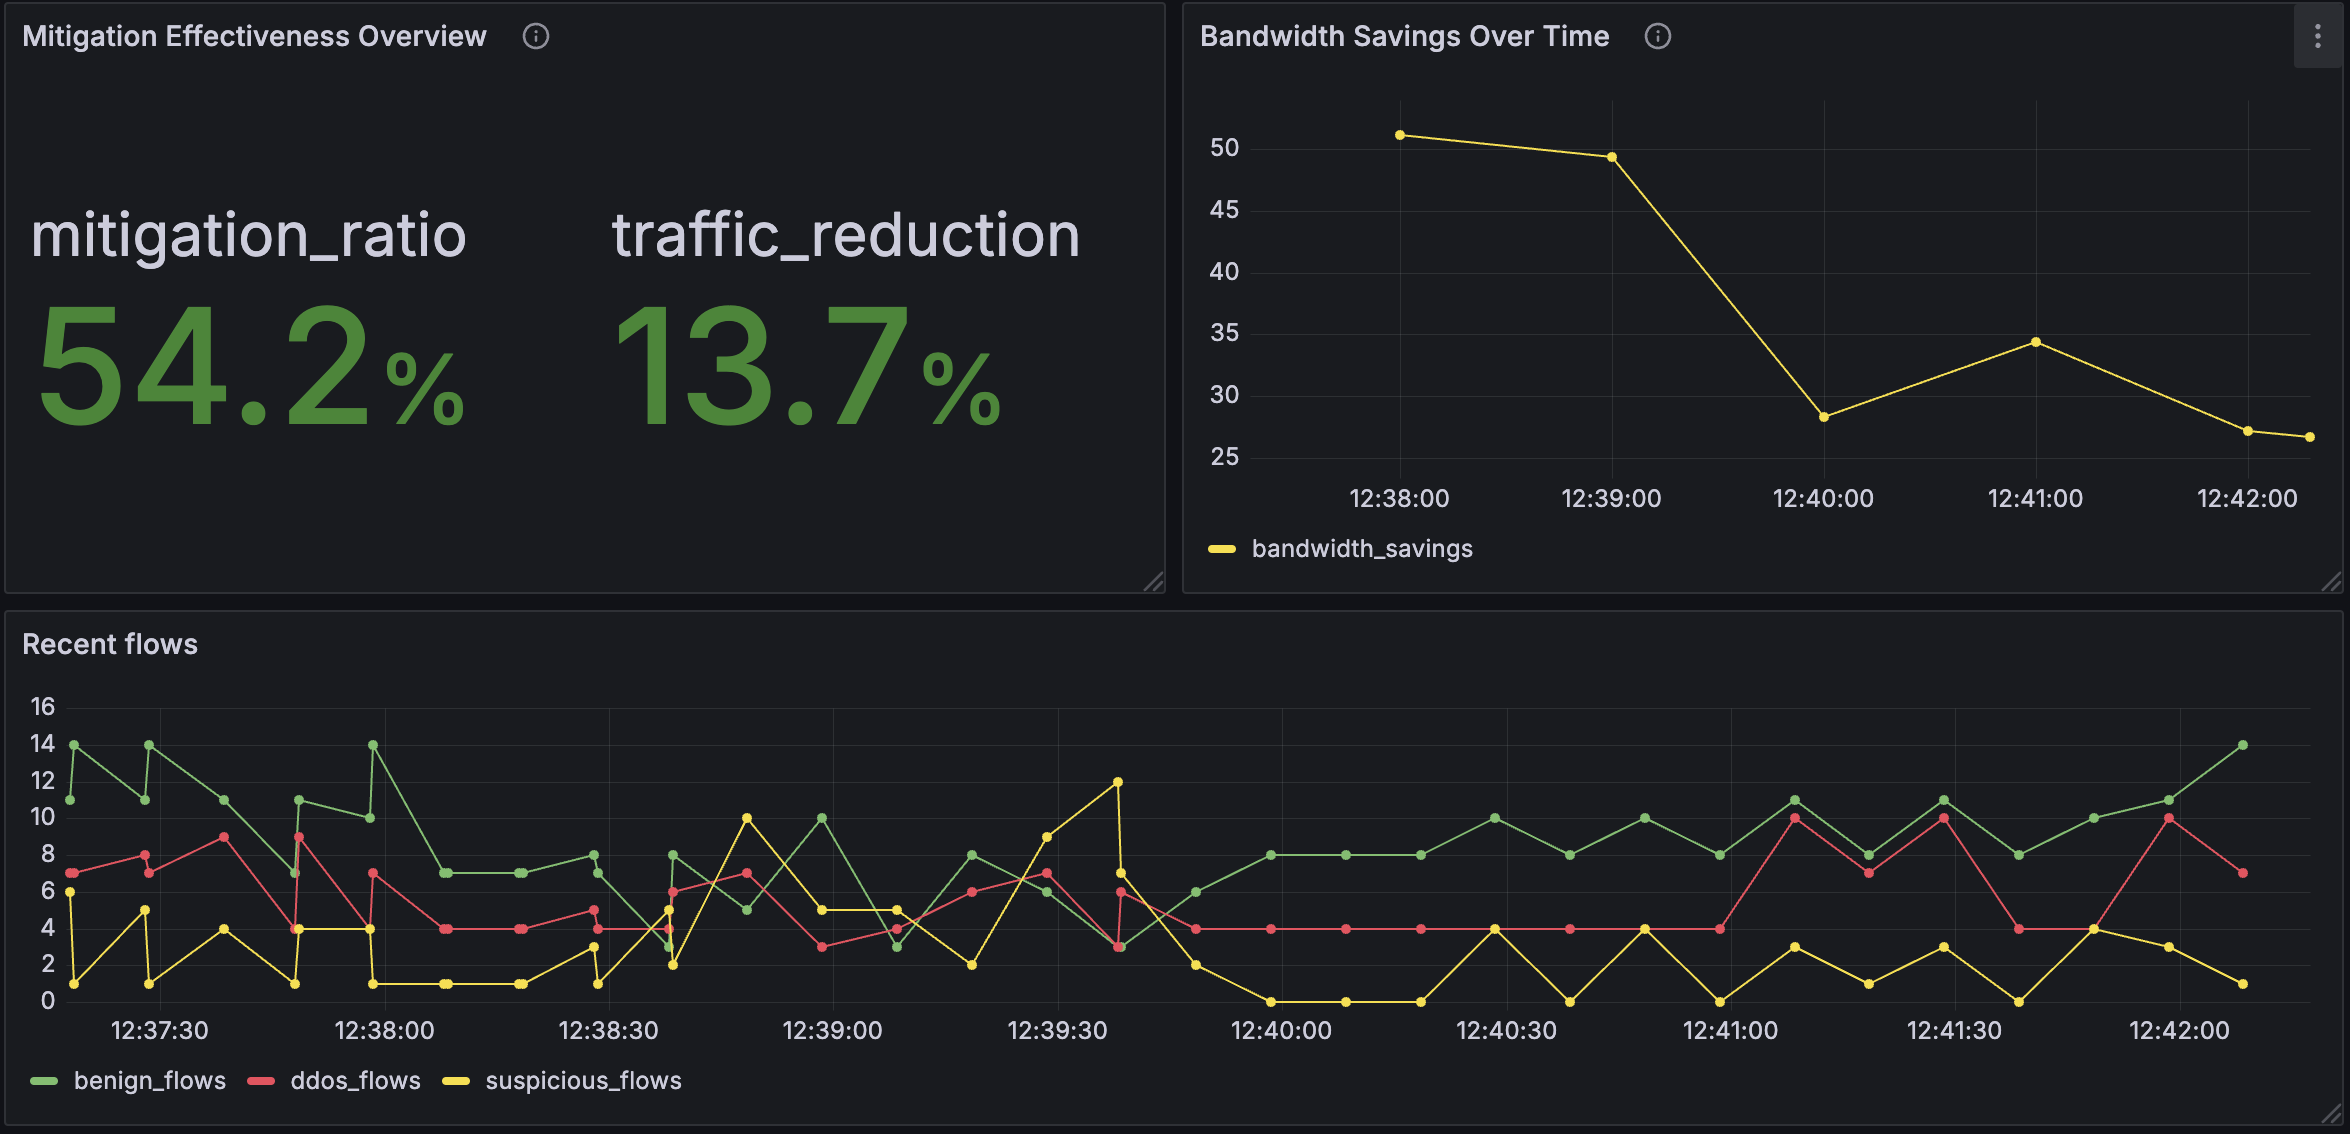 Mitigation Effectiveness Overview
mitigation_ratio
54.2%
traffic_reduction
13.7%
Bandwidth Savings Over Time
50
45
40
35
30
25
12:38:00 12:39:00 12:40:00 12:41:00 12:42:00
bandwidth_savings
Recent flows
16
14
12
10
8
6
4
2
0
12:37:30 12:38:00 12:38:30 12:39:00 12:39:30 12:40:00 12:40:30 12:41:00 12:41:30 12:42:00
benign_flows ddos_flows suspicious_flows